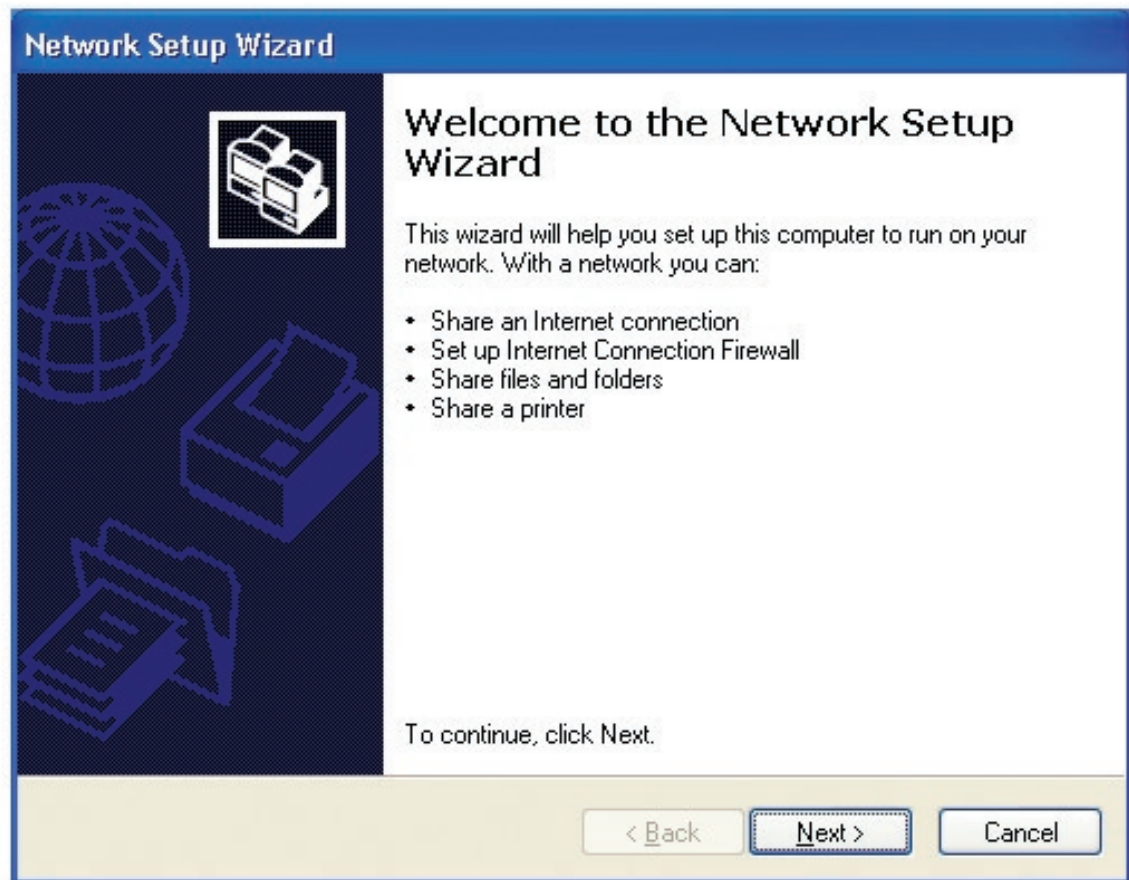 Network Setup Wizard
Welcome to the Network Setup
Wizard
This wizard will help you set up this computer to run on your
network. With a network you can:
• Share an Internet connection
• Set up Internet Connection Firewall
• Share files and folders
• Share a printer
To continue, click Next.
< Back Next > Cancel